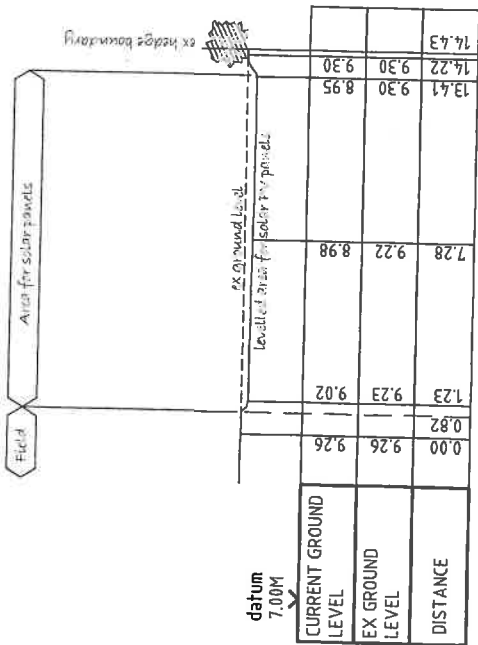 Field
Area for solar panels
ex hedge boundary
ex ground level
levelled area for solar panels
datum
7.00M
CURRENT GROUND
LEVEL
9.26
9.02
8.98
8.95
9.30
EX GROUND
LEVEL
9.26
9.23
9.22
9.30
9.30
DISTANCE
0.00
0.82
1.23
7.28
13.41
14.22
14.43